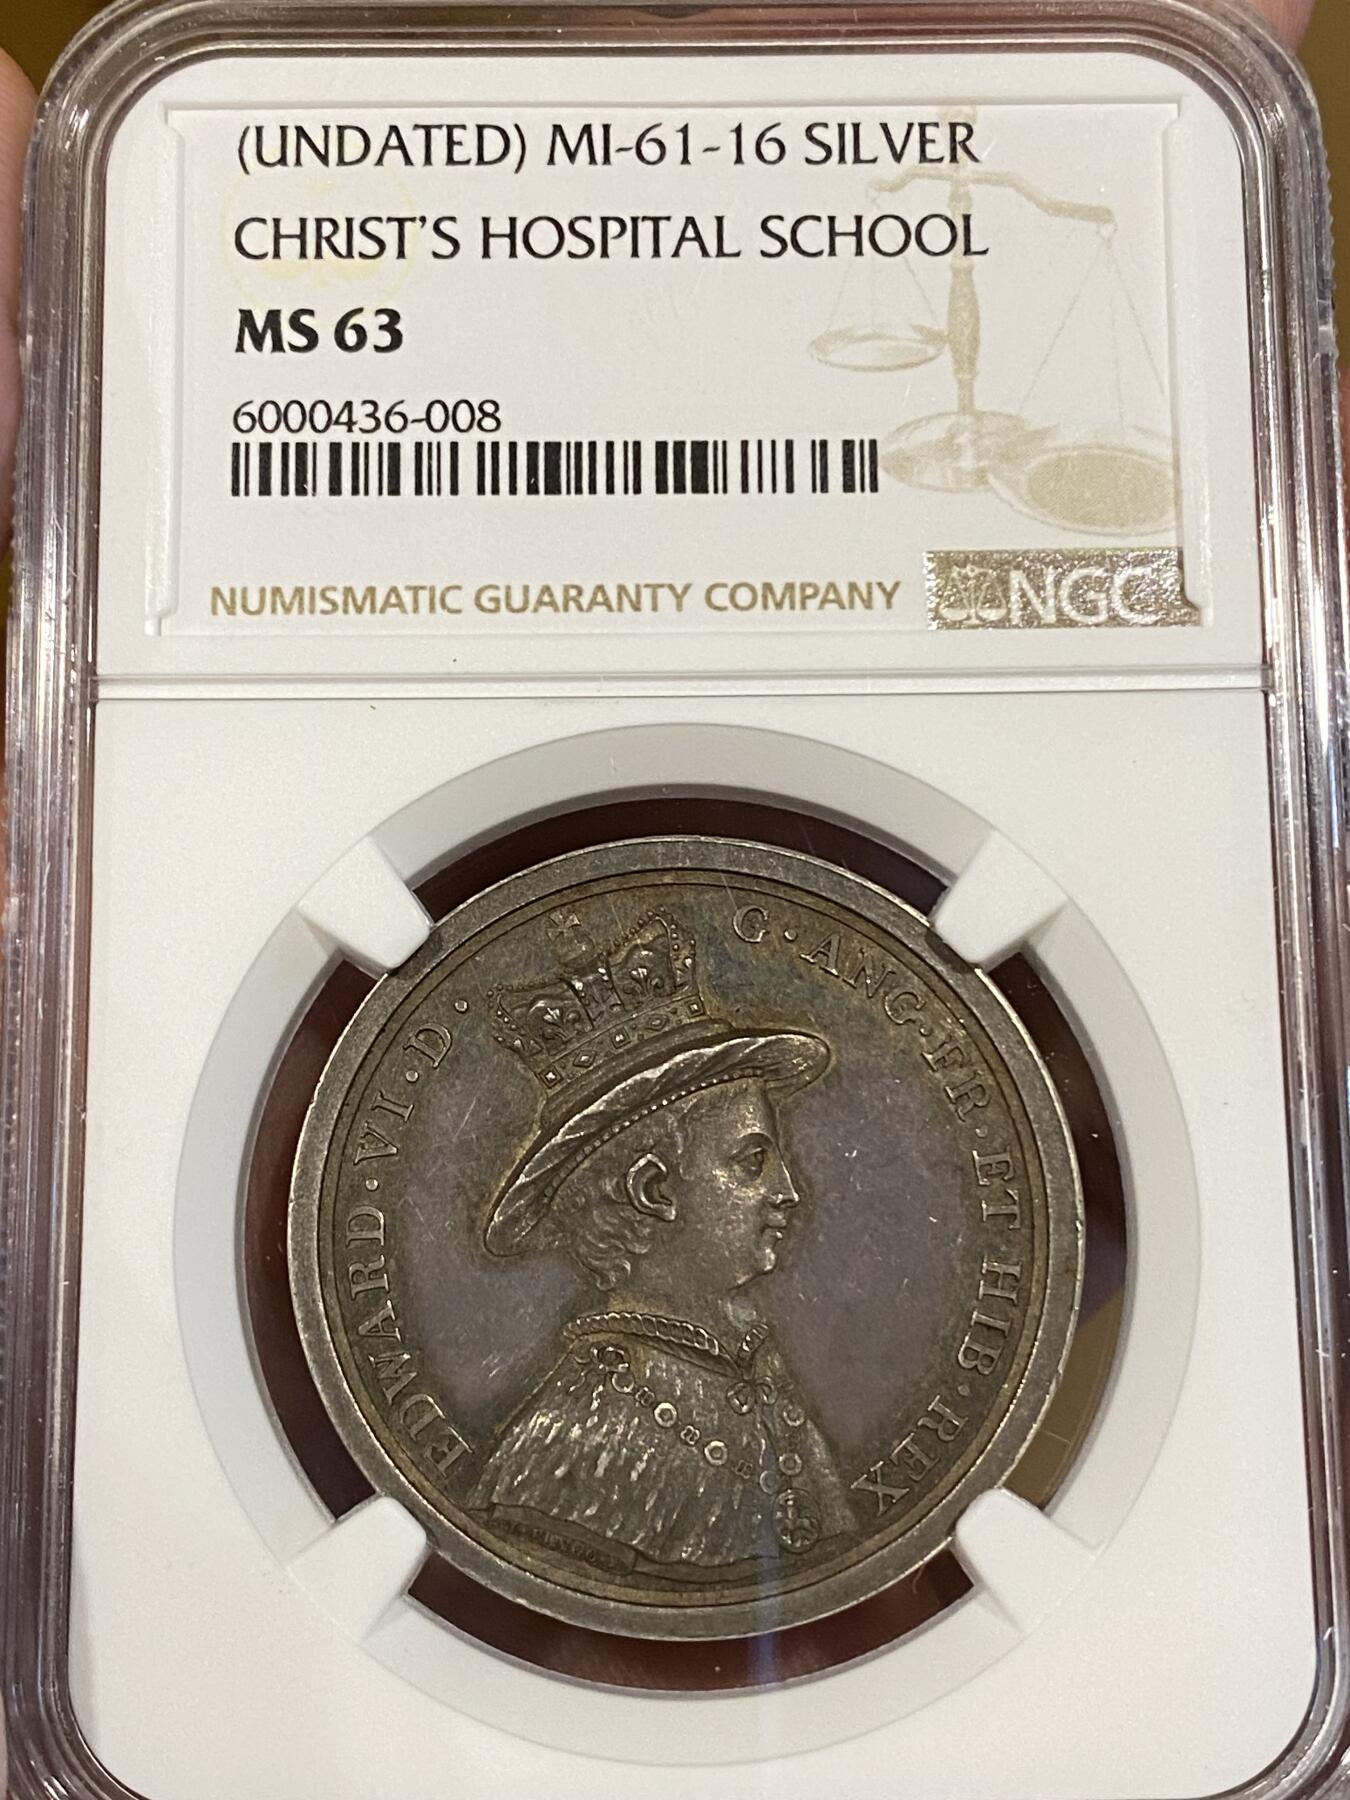 (UNDATED) MI-61-16 SILVER
CHRIST'S HOSPITAL SCHOOL
MS 63
6000436-008
NUMISMATIC GUARANTY COMPANY
NGC
EDWARD·VI·D· G·ANG·FR·ET HIB·REX